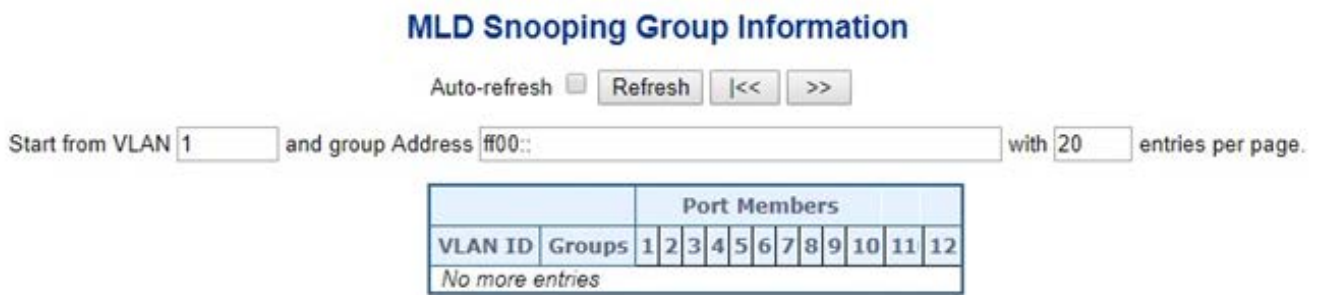 MLD Snooping Group Information
Auto-refresh Refresh |<< >>
Start from VLAN 1 and group Address ff00:: with 20 entries per page.
Port Members
VLAN ID Groups 1 2 3 4 5 6 7 8 9 10 11 12
No more entries